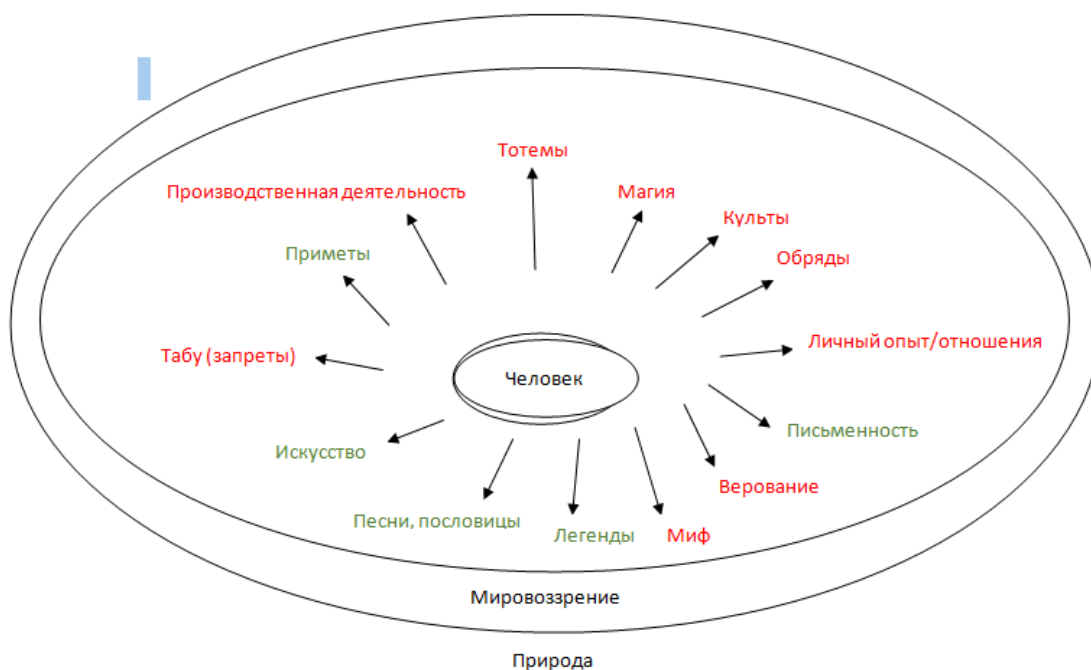 Тотемы
Производственная деятельность
Магия
Культы
Приметы
Обряды
Табу (запреты)
Личный опыт/отношения
Человек
Искусство
Письменность
Верование
Песни, пословицы
Легенды
Миф
Мировоззрение
Природа